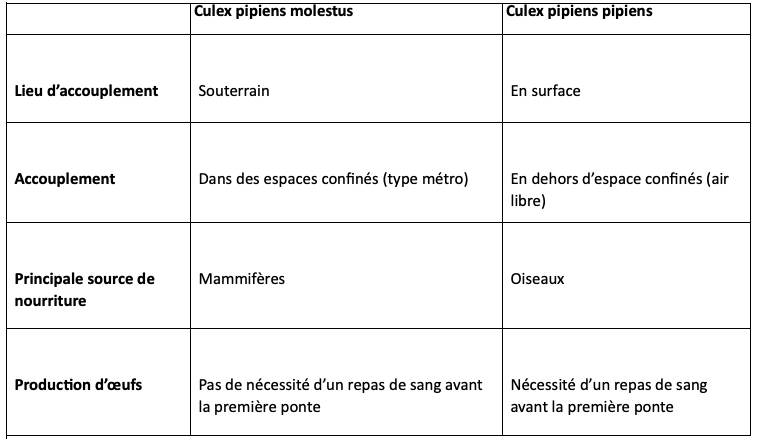 Culex pipiens molestus
Culex pipiens pipiens
Lieu d’accouplement
Souterrain
En surface
Accouplement
Dans des espaces confinés (type métro)
En dehors d’espace confinés (air
libre)
Principale source de
nourriture
Mammifères
Oiseaux
Production d’œufs
Pas de nécessité d’un repas de sang avant
la première ponte
Nécessité d’un repas de sang
avant la première ponte